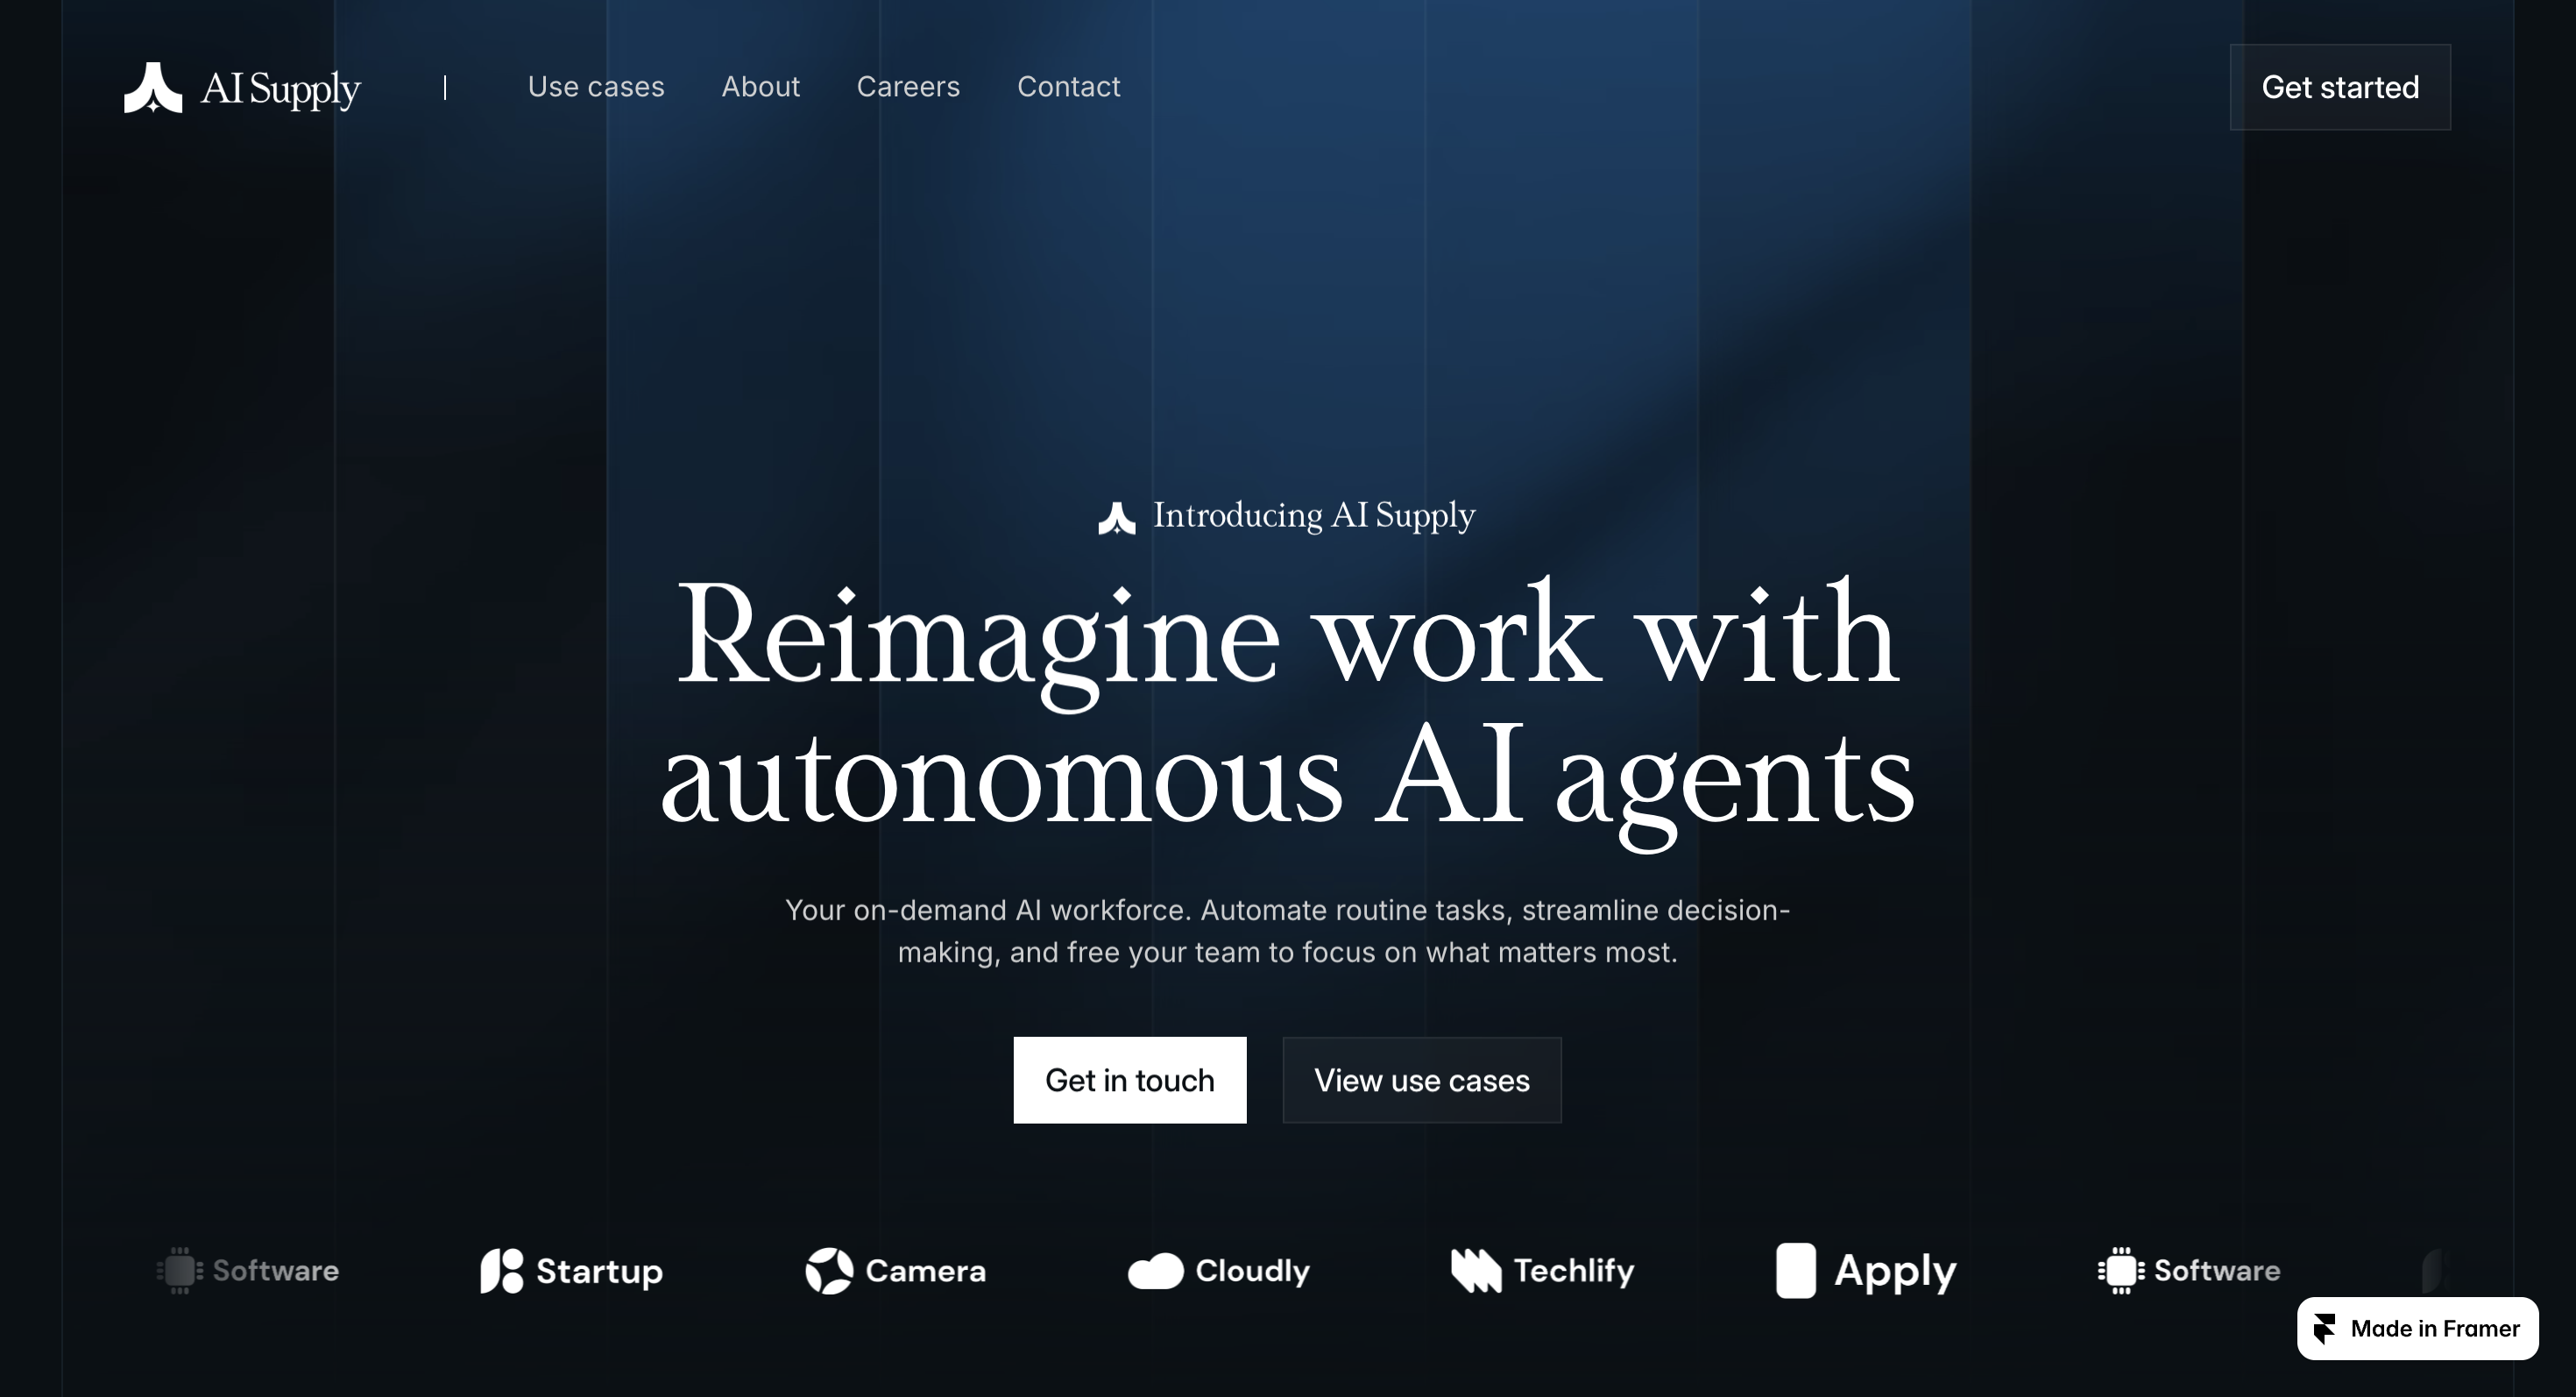 AI Supply
Use cases
About
Careers
Contact
Get started
Introducing AI Supply
Reimagine work with
autonomous AI agents
Your on-demand AI workforce. Automate routine tasks, streamline decision-
making, and free your team to focus on what matters most.
Get in touch
View use cases
Software
Startup
Camera
Cloudly
Techlify
Apply
Software
Made in Framer